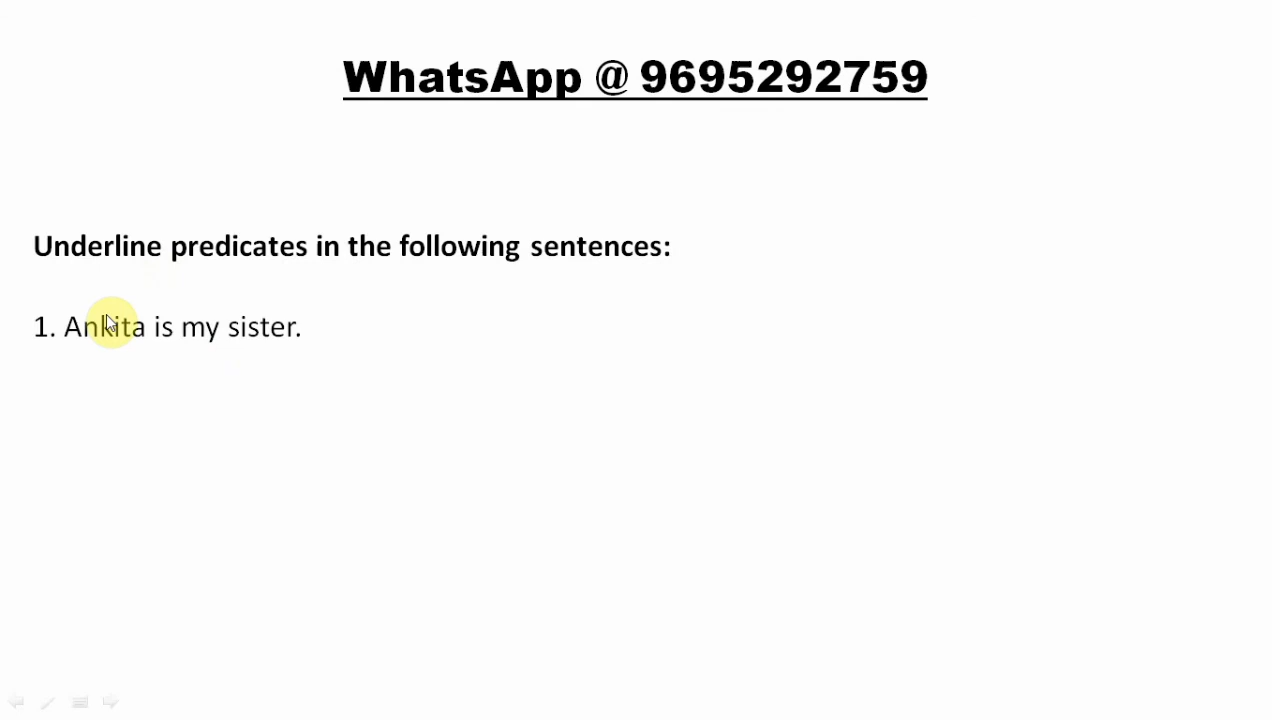 WhatsApp @ 9695292759
Underline predicates in the following sentences:
1. Ankita is my sister.